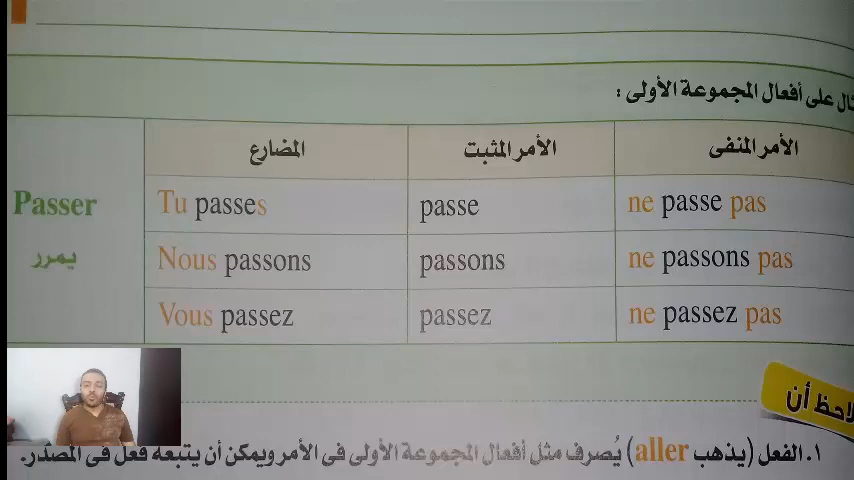 ال على أفعال المجموعة الأولى :
المضارع الأمر المثبت الأمر المنفى
Passer Tu passes passe ne passe pas
يمرر Nous passons passons ne passons pas
Vous passez passez ne passez pas
لاحظ أن
١. الفعل (يذهب aller) يُصرف مثل أفعال المجموعة الأولى فى الأمر ويمكن أن يتبعه فعل فى المصدر.